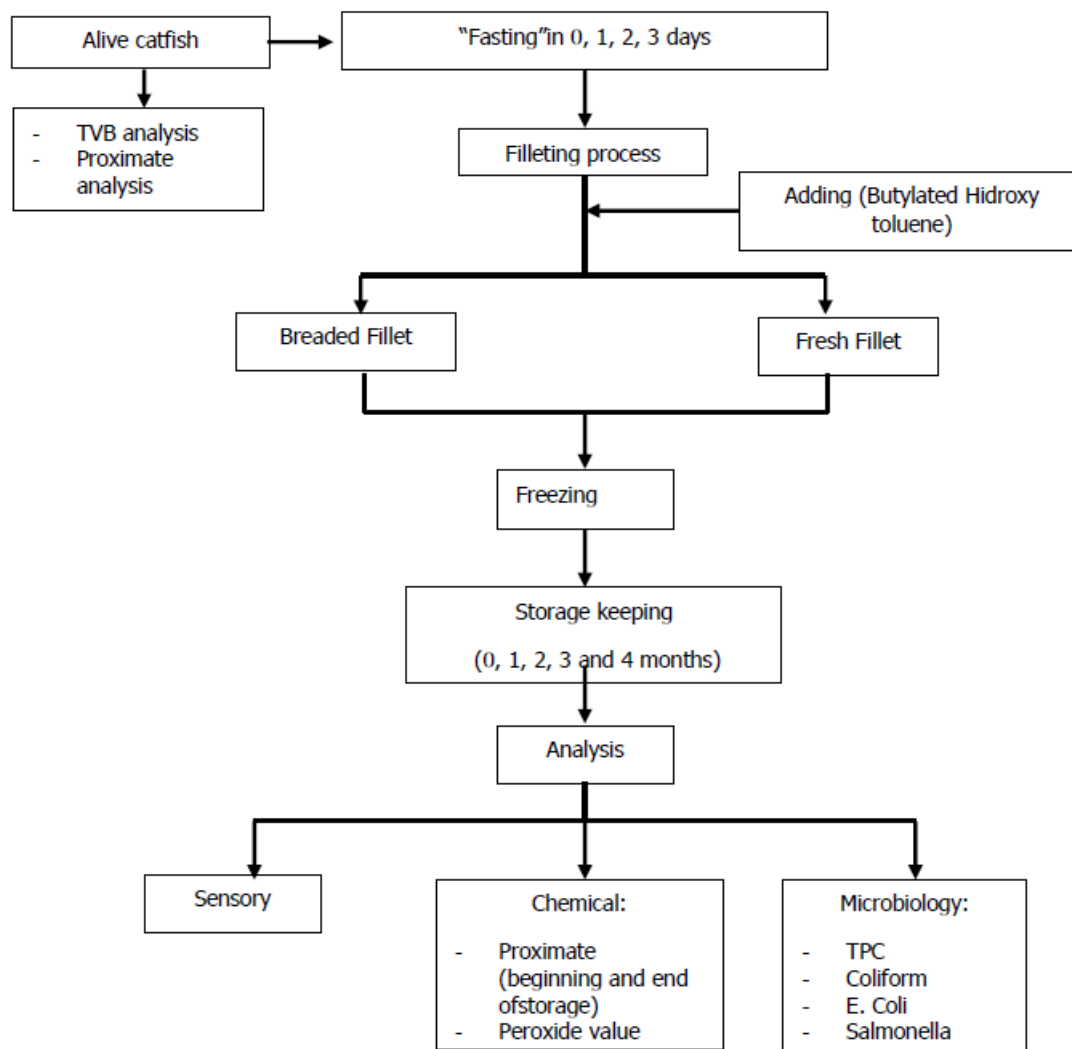 Alive catfish
“Fasting”in 0, 1, 2, 3 days
- TVB analysis
- Proximate
analysis
Filleting process
Adding (Butylated Hidroxy
toluene)
Breaded Fillet
Fresh Fillet
Freezing
Storage keeping
(0, 1, 2, 3 and 4 months)
Analysis
Sensory
Chemical:
- Proximate
(beginning and end
ofstorage)
- Peroxide value
Microbiology:
- TPC
- Coliform
- E. Coli
- Salmonella